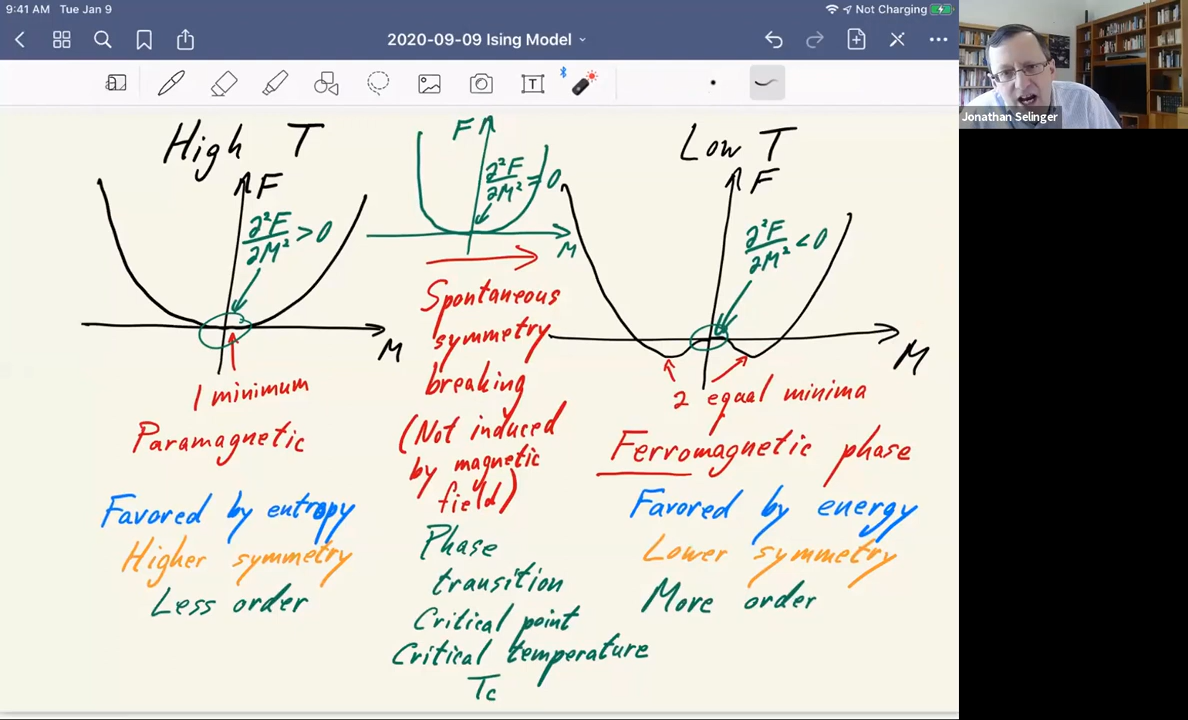 9:41 AM Tue Jan 9
Not Charging
2020-09-09 Ising Model
T
Jonathan Selinger
High T
F
∂²F/∂M² > 0
M
1 minimum
Paramagnetic
Favored by entropy
Higher symmetry
Less order
F
∂²F/∂M² = 0
M
Spontaneous
symmetry
breaking
(Not induced
by magnetic
field)
Phase
transition
Critical point
Critical temperature
Tc
Low T
F
∂²F/∂M² < 0
M
2 equal minima
Ferromagnetic phase
Favored by energy
Lower symmetry
More order